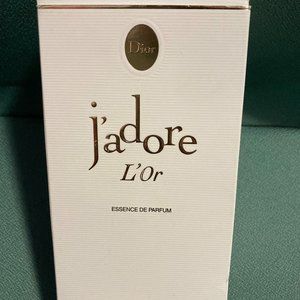 Dior
j'adore
L'Or
ESSENCE DE PARFUM